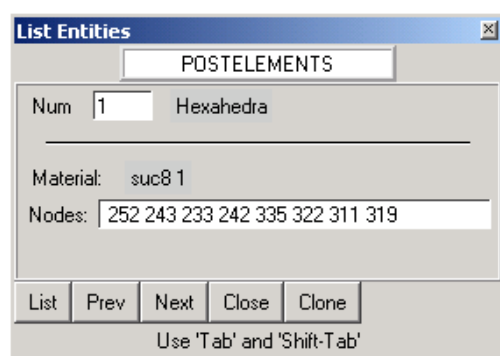 List Entities
POSTELEMENTS
Num 1 Hexahedra
Material: suc8 1
Nodes: 252 243 233 242 335 322 311 319
List Prev Next Close Clone
Use 'Tab' and 'Shift-Tab'